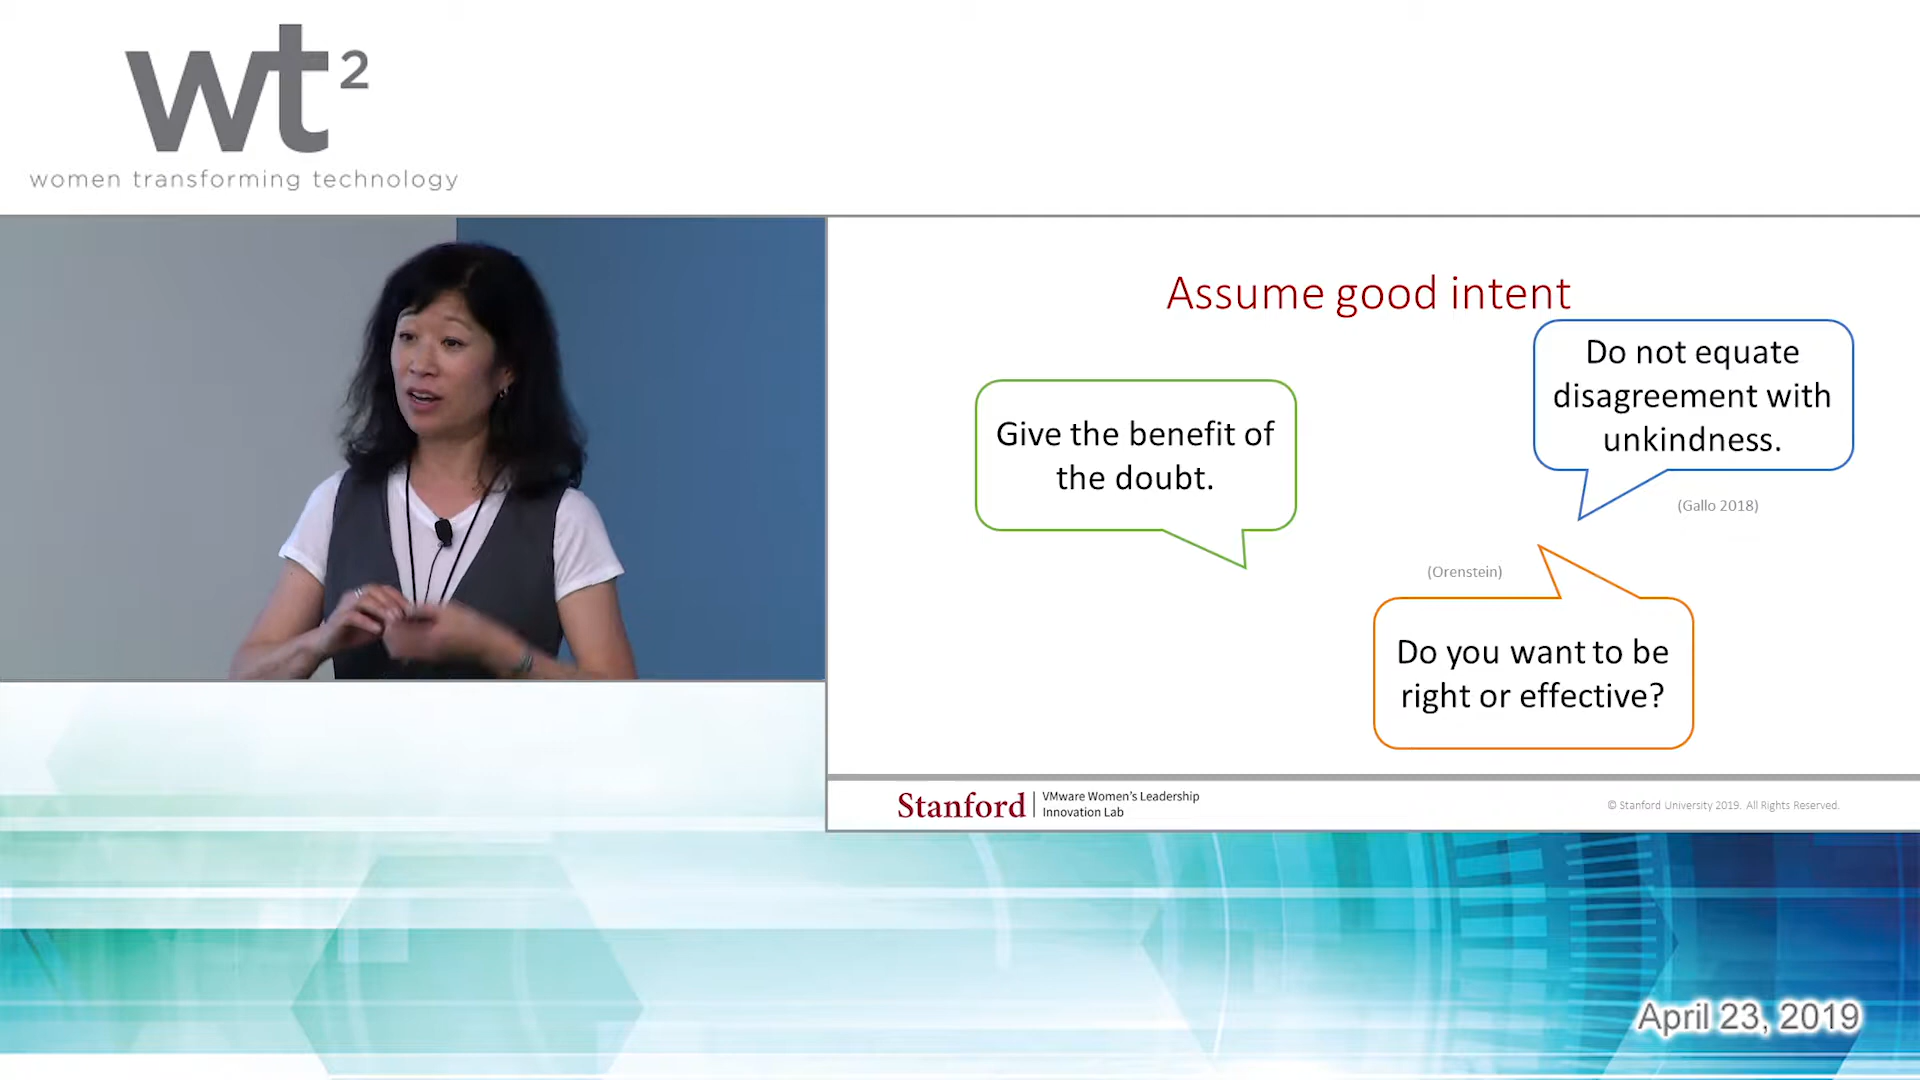 wt²
women transforming technology
Assume good intent
Do not equate
disagreement with
unkindness.
(Gallo 2018)
Give the benefit of
the doubt.
(Orenstein)
Do you want to be
right or effective?
Stanford
VMware Women's Leadership
Innovation Lab
© Stanford University 2019. All Rights Reserved.
April 23, 2019